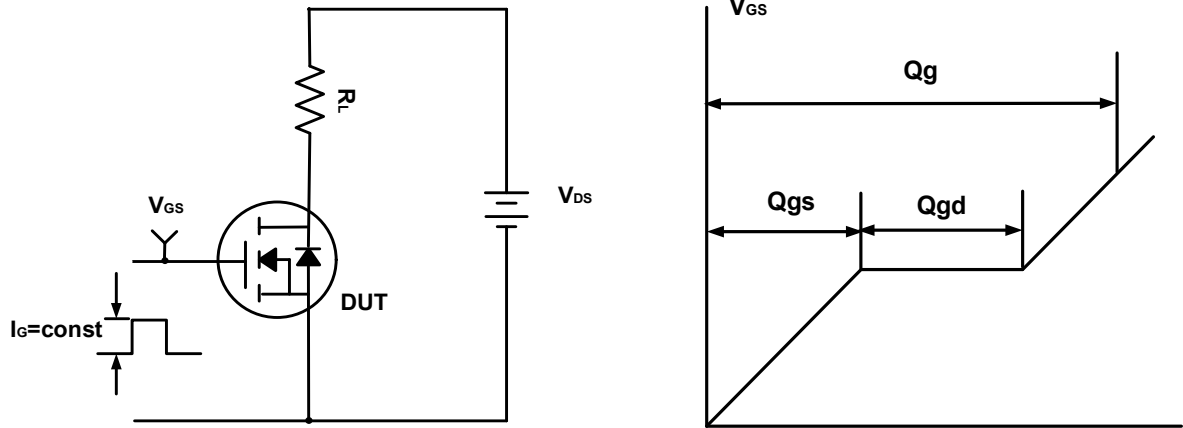 RL
VGS
VDS
DUT
IG=const
VGS
Qg
Qgs
Qgd